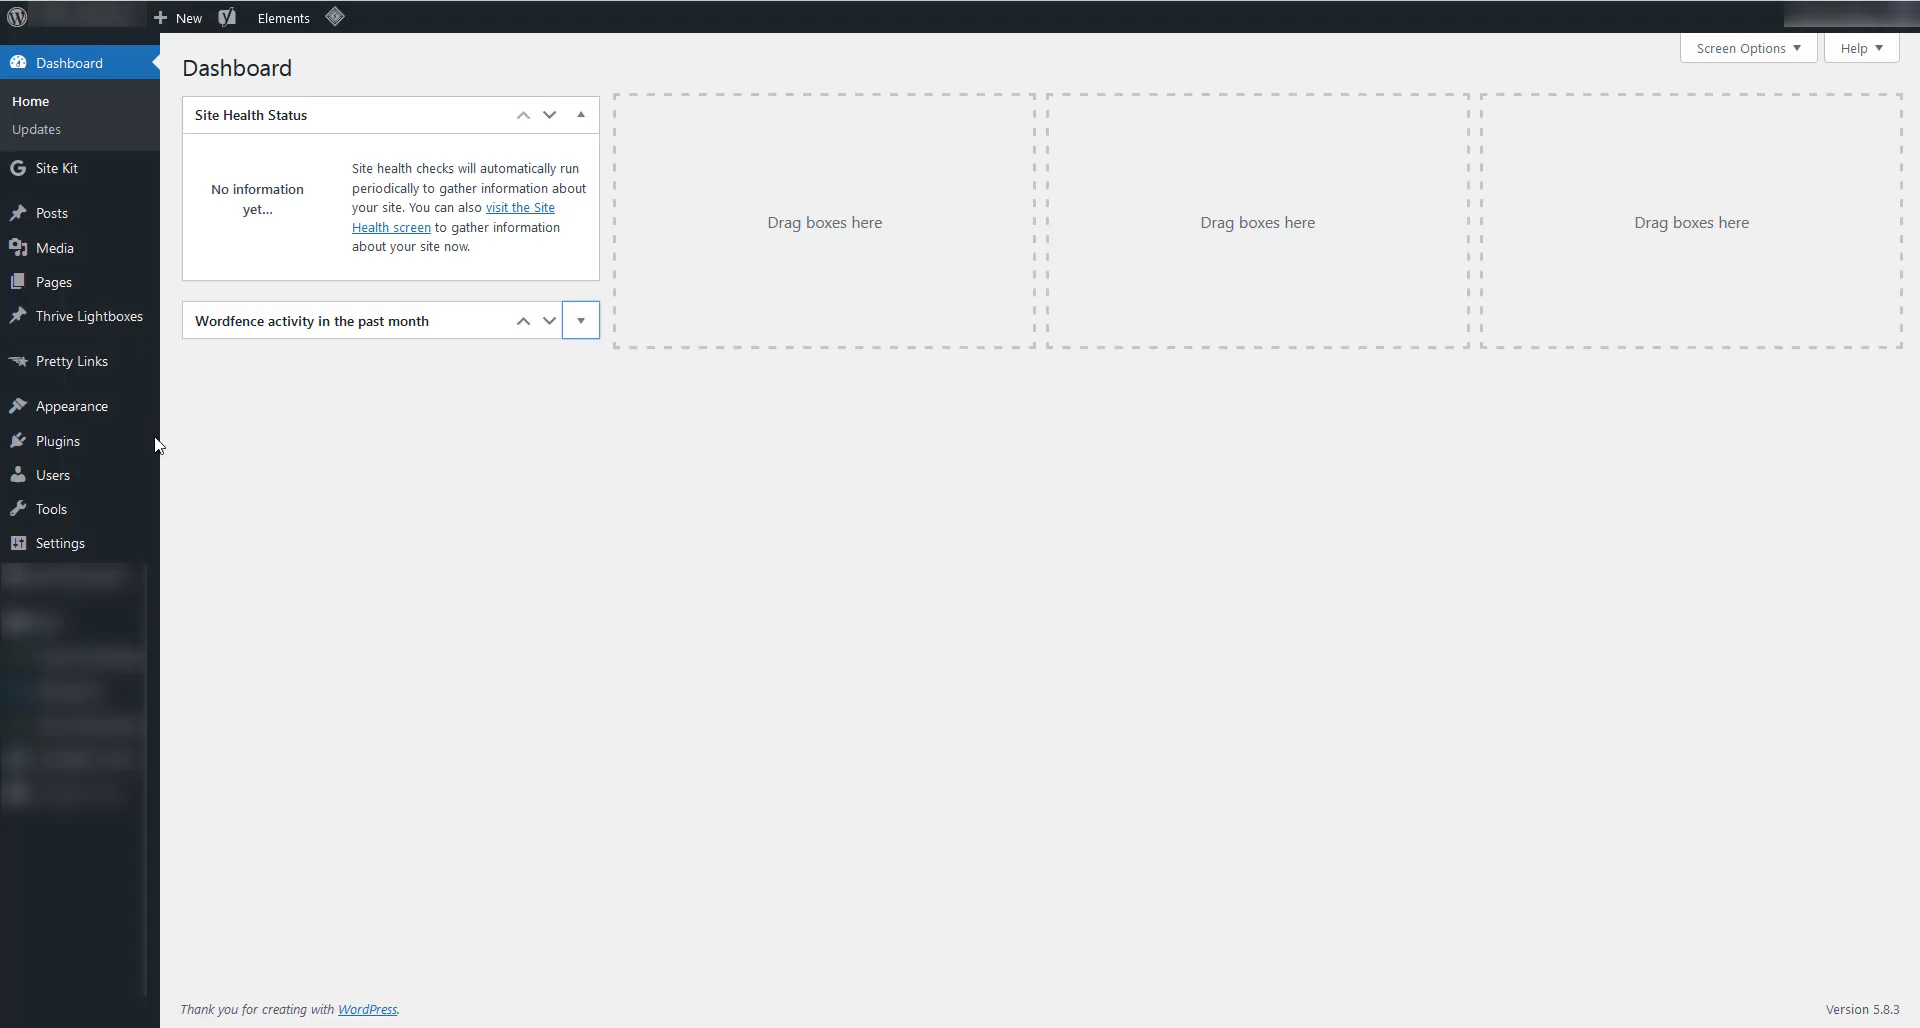 New
Elements
Screen Options
Help
Dashboard
Home
Updates
Site Kit
Posts
Media
Pages
Thrive Lightboxes
Pretty Links
Appearance
Plugins
Users
Tools
Settings
Dashboard
Site Health Status
No information
yet...
Site health checks will automatically run
periodically to gather information about
your site. You can also visit the Site
Health screen to gather information
about your site now.
Wordfence activity in the past month
Drag boxes here
Drag boxes here
Drag boxes here
Thank you for creating with WordPress.
Version 5.8.3